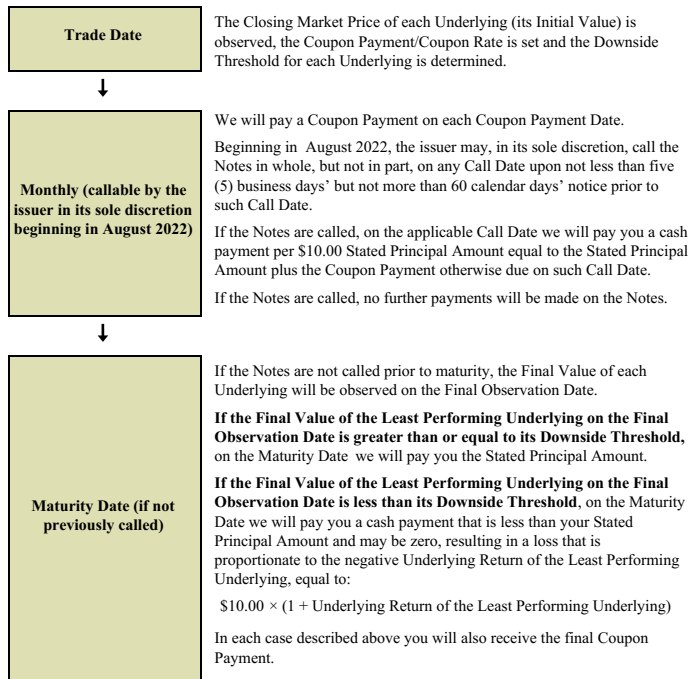 Trade Date
The Closing Market Price of each Underlying (its Initial Value) is
observed, the Coupon Payment/Coupon Rate is set and the Downside
Threshold for each Underlying is determined.
Monthly (callable by the
issuer in its sole discretion
beginning in August 2022)
We will pay a Coupon Payment on each Coupon Payment Date.
Beginning in August 2022, the issuer may, in its sole discretion, call the
Notes in whole, but not in part, on any Call Date upon not less than five
(5) business days’ but not more than 60 calendar days’ notice prior to
such Call Date.
If the Notes are called, on the applicable Call Date we will pay you a cash
payment per $10.00 Stated Principal Amount equal to the Stated Principal
Amount plus the Coupon Payment otherwise due on such Call Date.
If the Notes are called, no further payments will be made on the Notes.
Maturity Date (if not
previously called)
If the Notes are not called prior to maturity, the Final Value of each
Underlying will be observed on the Final Observation Date.
If the Final Value of the Least Performing Underlying on the Final
Observation Date is greater than or equal to its Downside Threshold,
on the Maturity Date we will pay you the Stated Principal Amount.
If the Final Value of the Least Performing Underlying on the Final
Observation Date is less than its Downside Threshold, on the Maturity
Date we will pay you a cash payment that is less than your Stated
Principal Amount and may be zero, resulting in a loss that is
proportionate to the negative Underlying Return of the Least Performing
Underlying, equal to:
$10.00 × (1 + Underlying Return of the Least Performing Underlying)
In each case described above you will also receive the final Coupon
Payment.